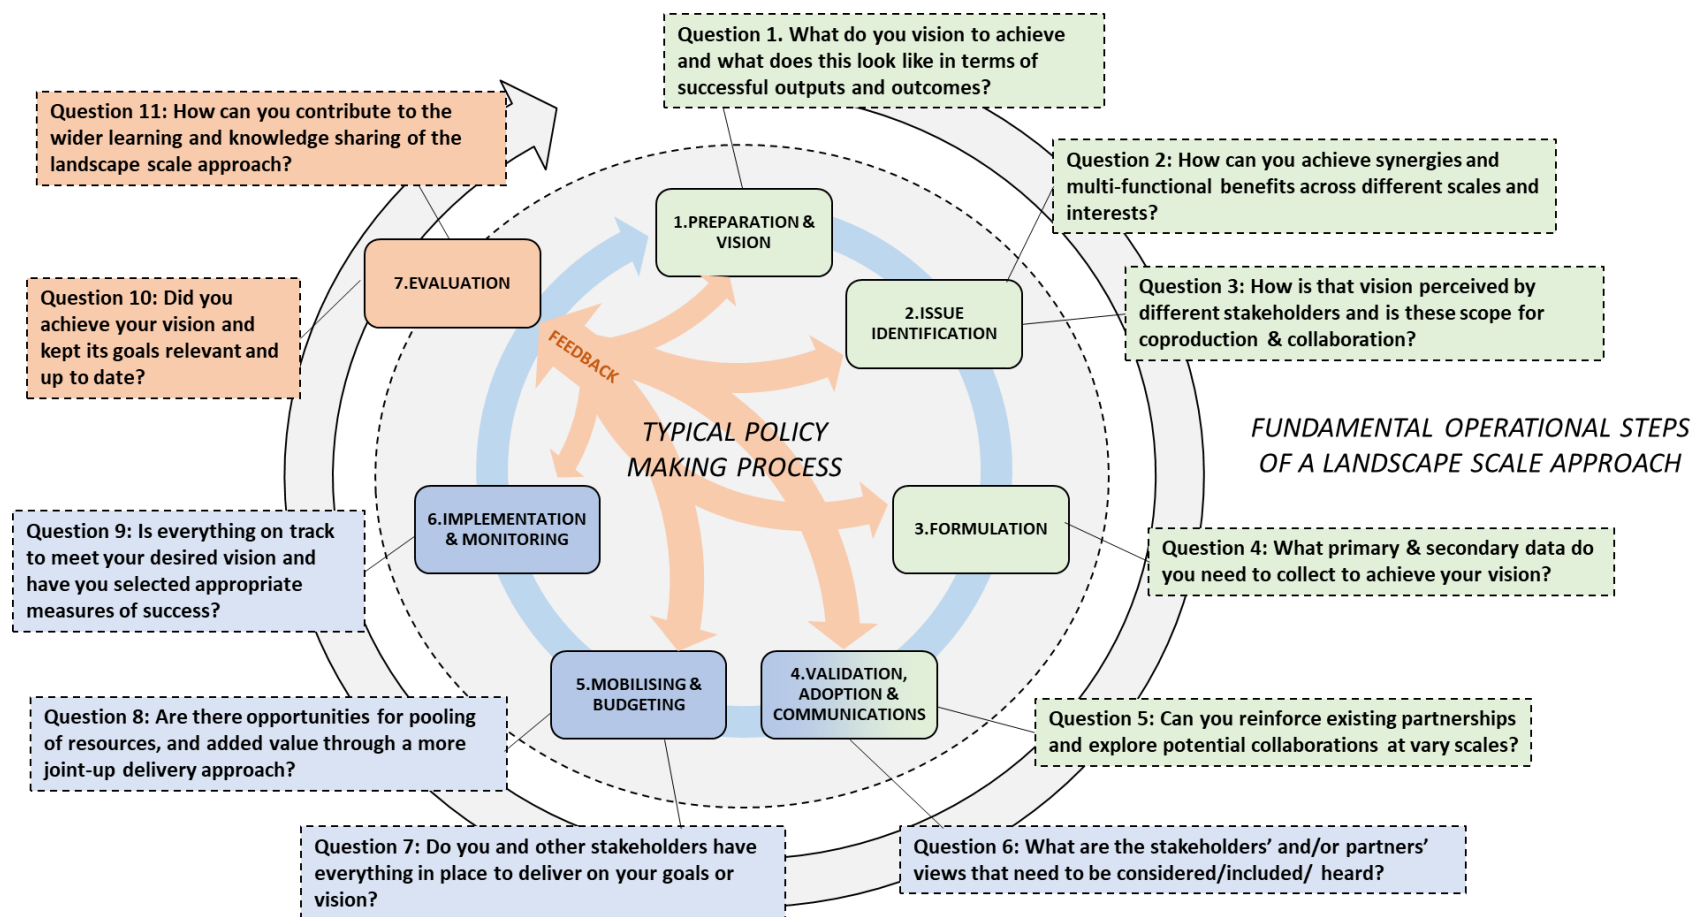 Question 1. What do you vision to achieve
and what does this look like in terms of
successful outputs and outcomes?
Question 11: How can you contribute to the
wider learning and knowledge sharing of the
landscape scale approach?
Question 2: How can you achieve synergies and
multi-functional benefits across different scales and
interests?
1.PREPARATION &
VISION
7.EVALUATION
2.ISSUE
IDENTIFICATION
Question 3: How is that vision perceived by
different stakeholders and is these scope for
coproduction & collaboration?
Question 10: Did you
achieve your vision and
kept its goals relevant and
up to date?
FEEDBACK
TYPICAL POLICY
MAKING PROCESS
FUNDAMENTAL OPERATIONAL STEPS
OF A LANDSCAPE SCALE APPROACH
6.IMPLEMENTATION
& MONITORING
3.FORMULATION
Question 9: Is everything on track
to meet your desired vision and
have you selected appropriate
measures of success?
Question 4: What primary & secondary data do
you need to collect to achieve your vision?
5.MOBILISING &
BUDGETING
4.VALIDATION,
ADOPTION &
COMMUNICATIONS
Question 8: Are there opportunities for pooling
of resources, and added value through a more
joint-up delivery approach?
Question 5: Can you reinforce existing partnerships
and explore potential collaborations at vary scales?
Question 7: Do you and other stakeholders have
everything in place to deliver on your goals or
vision?
Question 6: What are the stakeholders’ and/or partners’
views that need to be considered/included/ heard?